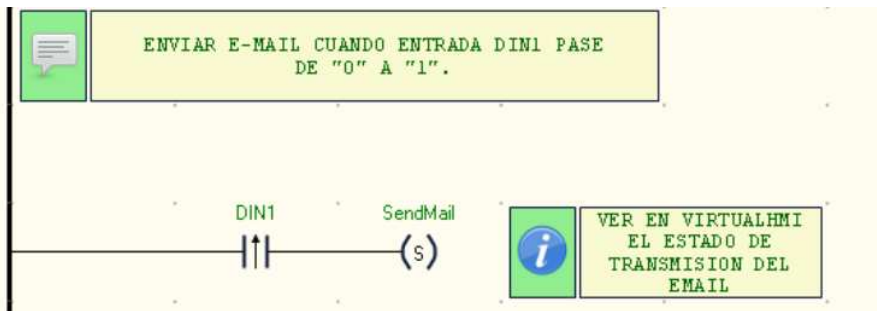 ENVIAR E-MAIL CUANDO ENTRADA DIN1 PASE
DE "0" A "1".
DIN1
SendMail
(S)
i
VER EN VIRTUALHMI
EL ESTADO DE
TRANSMISION DEL
EMAIL